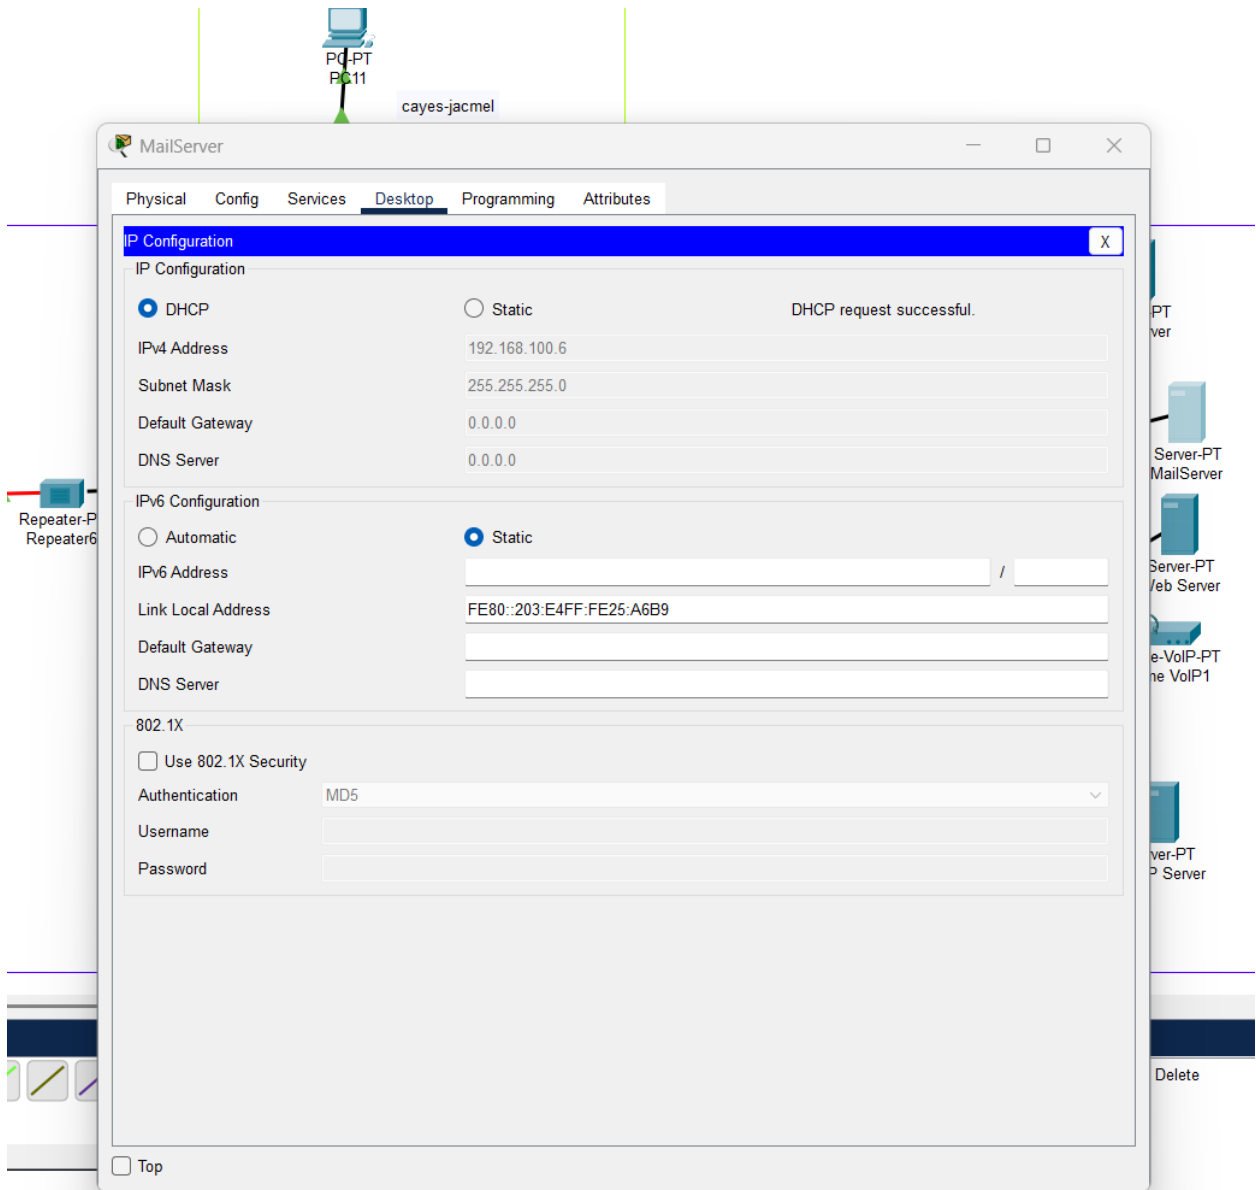 PC-PT
PC11
cayes-jacmel
MailServer
Physical Config Services Desktop Programming Attributes
IP Configuration X
IP Configuration
DHCP Static DHCP request successful.
IPv4 Address 192.168.100.6
Subnet Mask 255.255.255.0
Default Gateway 0.0.0.0
DNS Server 0.0.0.0
IPv6 Configuration
Automatic Static
IPv6 Address /
Link Local Address FE80::203:E4FF:FE25:A6B9
Default Gateway
DNS Server
802.1X
Use 802.1X Security
Authentication MD5
Username
Password
Top
Repeater-P
Repeater6
-PT
ver
Server-PT
MailServer
Server-PT
Web Server
e-VoIP-PT
ne VoIP1
ver-PT
P Server
Delete